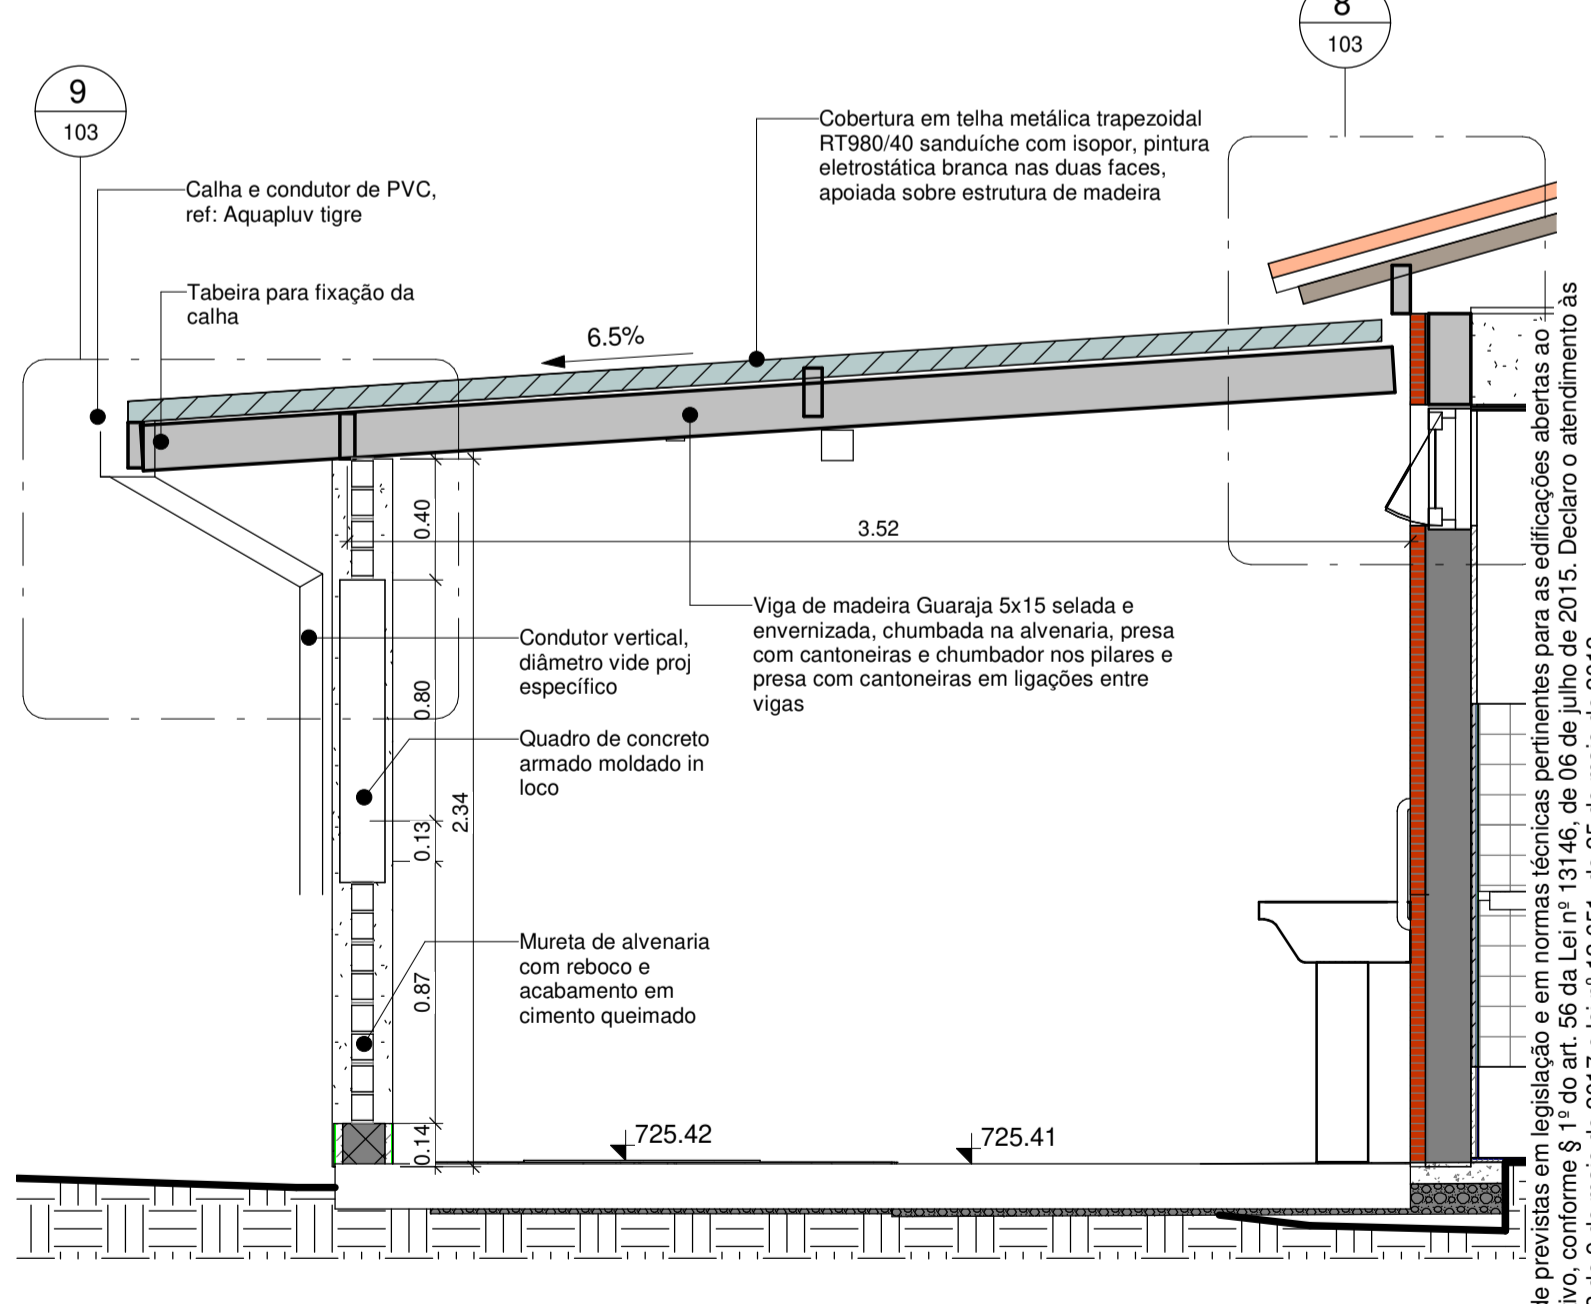 8
103
9
103
Cobertura em telha metálica trapezoidal
RT980/40 sanduíche com isopor, pintura
eletrostática branca nas duas faces,
apoiada sobre estrutura de madeira
Calha e condutor de PVC,
ref: Aquapluv tigre
Tabeira para fixação da
calha
6.5%
0.40
3.52
Viga de madeira Guaraja 5x15 selada e
envernizada, chumbada na alvenaria, presa
com cantoneiras e chumbador nos pilares e
presa com cantoneiras em ligações entre
vigas
Condutor vertical,
diâmetro vide proj
específico
0.80
Quadro de concreto
armado moldado in
loco
2.34
0.13
Mureta de alvenaria
com reboco e
acabamento em
cimento queimado
0.87
0.14
725.42
725.41
de previstas em legislação e em normas técnicas pertinentes para as edificações abertas ao
ivo, conforme § 1º do art. 56 da Lei nº 13146, de 06 de julho de 2015. Declaro o atendimento às